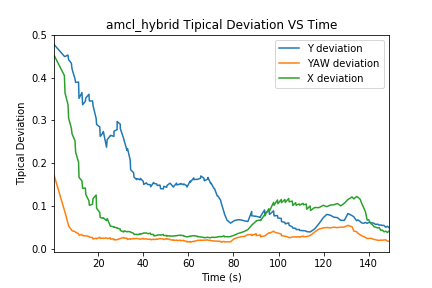 amcl_hybrid Tipical Deviation VS Time
Tipical Deviation
0.5
0.4
0.3
0.2
0.1
0.0
Y deviation
YAW deviation
X deviation
20 40 60 80 100 120 140
Time (s)